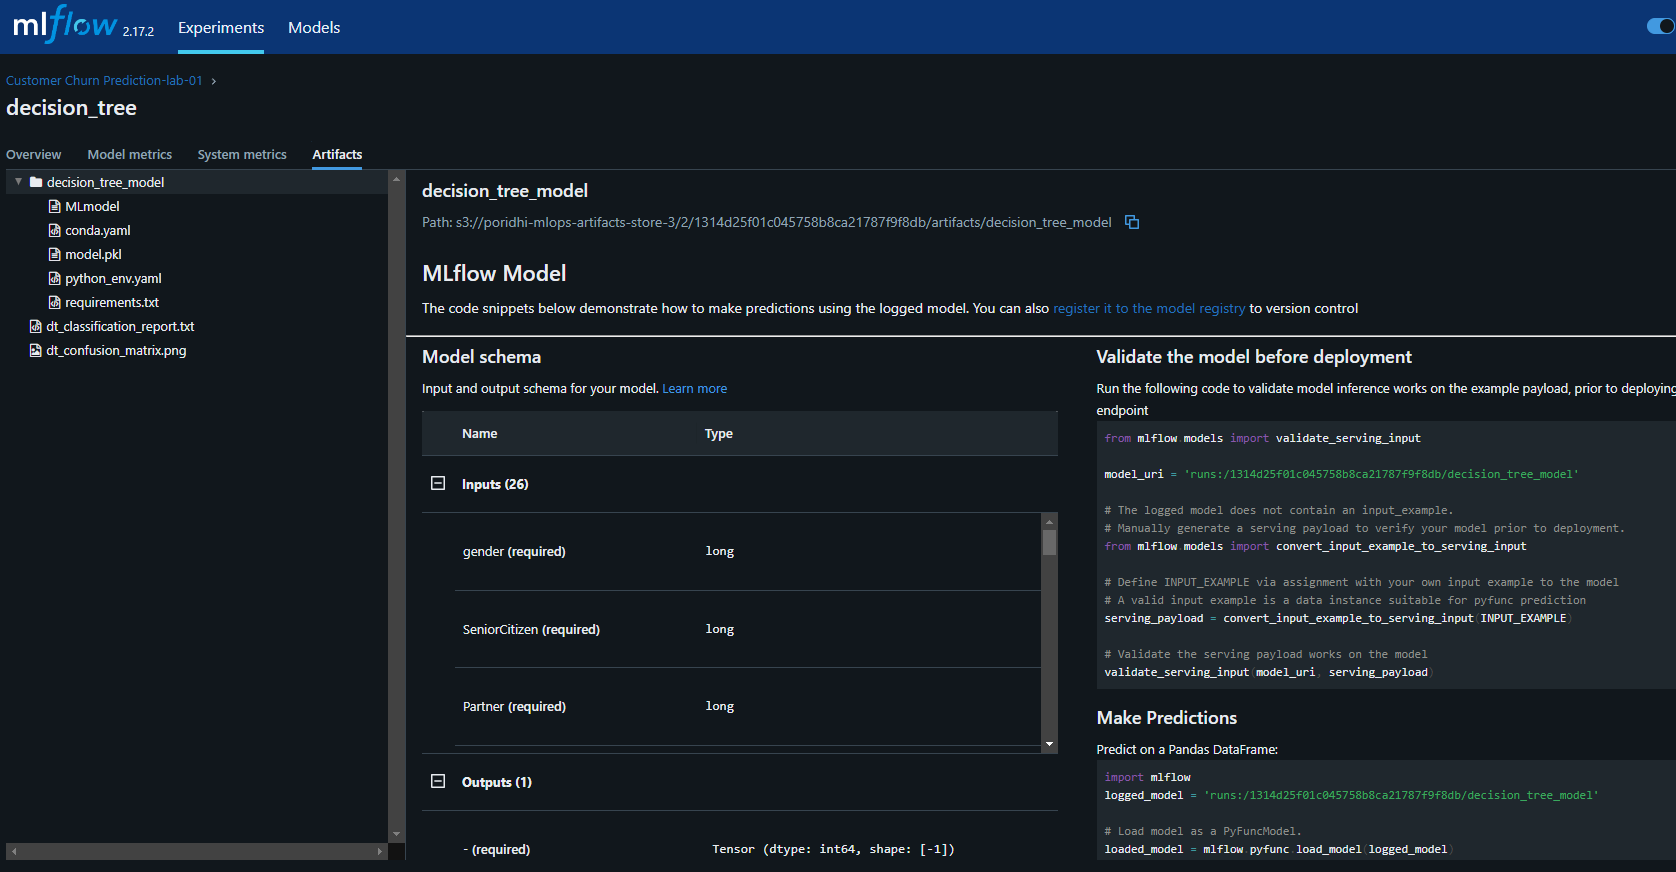 mlflow 2.17.2 Experiments Models
Customer Churn Prediction-lab-01 ›
decision_tree
Overview Model metrics System metrics Artifacts
decision_tree_model
MLmodel
conda.yaml
model.pkl
python_env.yaml
requirements.txt
dt_classification_report.txt
dt_confusion_matrix.png
decision_tree_model
Path: s3://poridhi-mlops-artifacts-store-3/2/1314d25f01c045758b8ca21787f9f8db/artifacts/decision_tree_model
MLflow Model
The code snippets below demonstrate how to make predictions using the logged model. You can also register it to the model registry to version control
Model schema
Input and output schema for your model. Learn more
Name Type
Inputs (26)
gender (required) long
SeniorCitizen (required) long
Partner (required) long
Outputs (1)
- (required) Tensor (dtype: int64, shape: [-1])
Validate the model before deployment
Run the following code to validate model inference works on the example payload, prior to deploying
endpoint
from mlflow.models import validate_serving_input
model_uri = 'runs:/1314d25f01c045758b8ca21787f9f8db/decision_tree_model'
# The logged model does not contain an input_example.
# Manually generate a serving payload to verify your model prior to deployment.
from mlflow.models import convert_input_example_to_serving_input
# Define INPUT_EXAMPLE via assignment with your own input example to the model
# A valid input example is a data instance suitable for pyfunc prediction
serving_payload = convert_input_example_to_serving_input(INPUT_EXAMPLE)
# Validate the serving payload works on the model
validate_serving_input(model_uri, serving_payload)
Make Predictions
Predict on a Pandas DataFrame:
import mlflow
logged_model = 'runs:/1314d25f01c045758b8ca21787f9f8db/decision_tree_model'
# Load model as a PyFuncModel.
loaded_model = mlflow.pyfunc.load_model(logged_model)